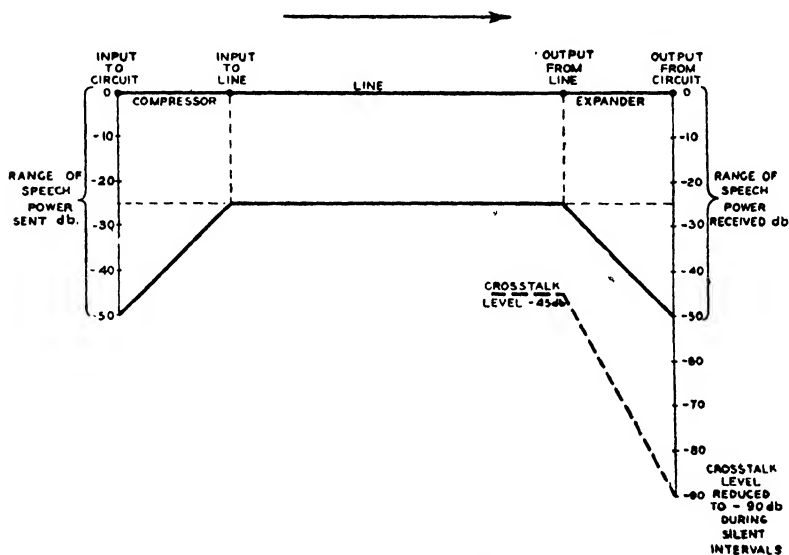 INPUT
TO
CIRCUIT
INPUT
TO
LINE
OUTPUT
FROM
LINE
OUTPUT
FROM
CIRCUIT
0
COMPRESSOR
LINE
EXPANDER
0
-10
-10
-20
-20
RANGE OF
SPEECH
POWER
SENT db.
RANGE OF
SPEECH
POWER
RECEIVED db
-30
-30
-40
-40
-50
-50
CROSSTALK
LEVEL -45db
-60
-70
-80
-90
CROSSTALK
LEVEL
REDUCED
TO -90db
DURING
SILENT
INTERVALS